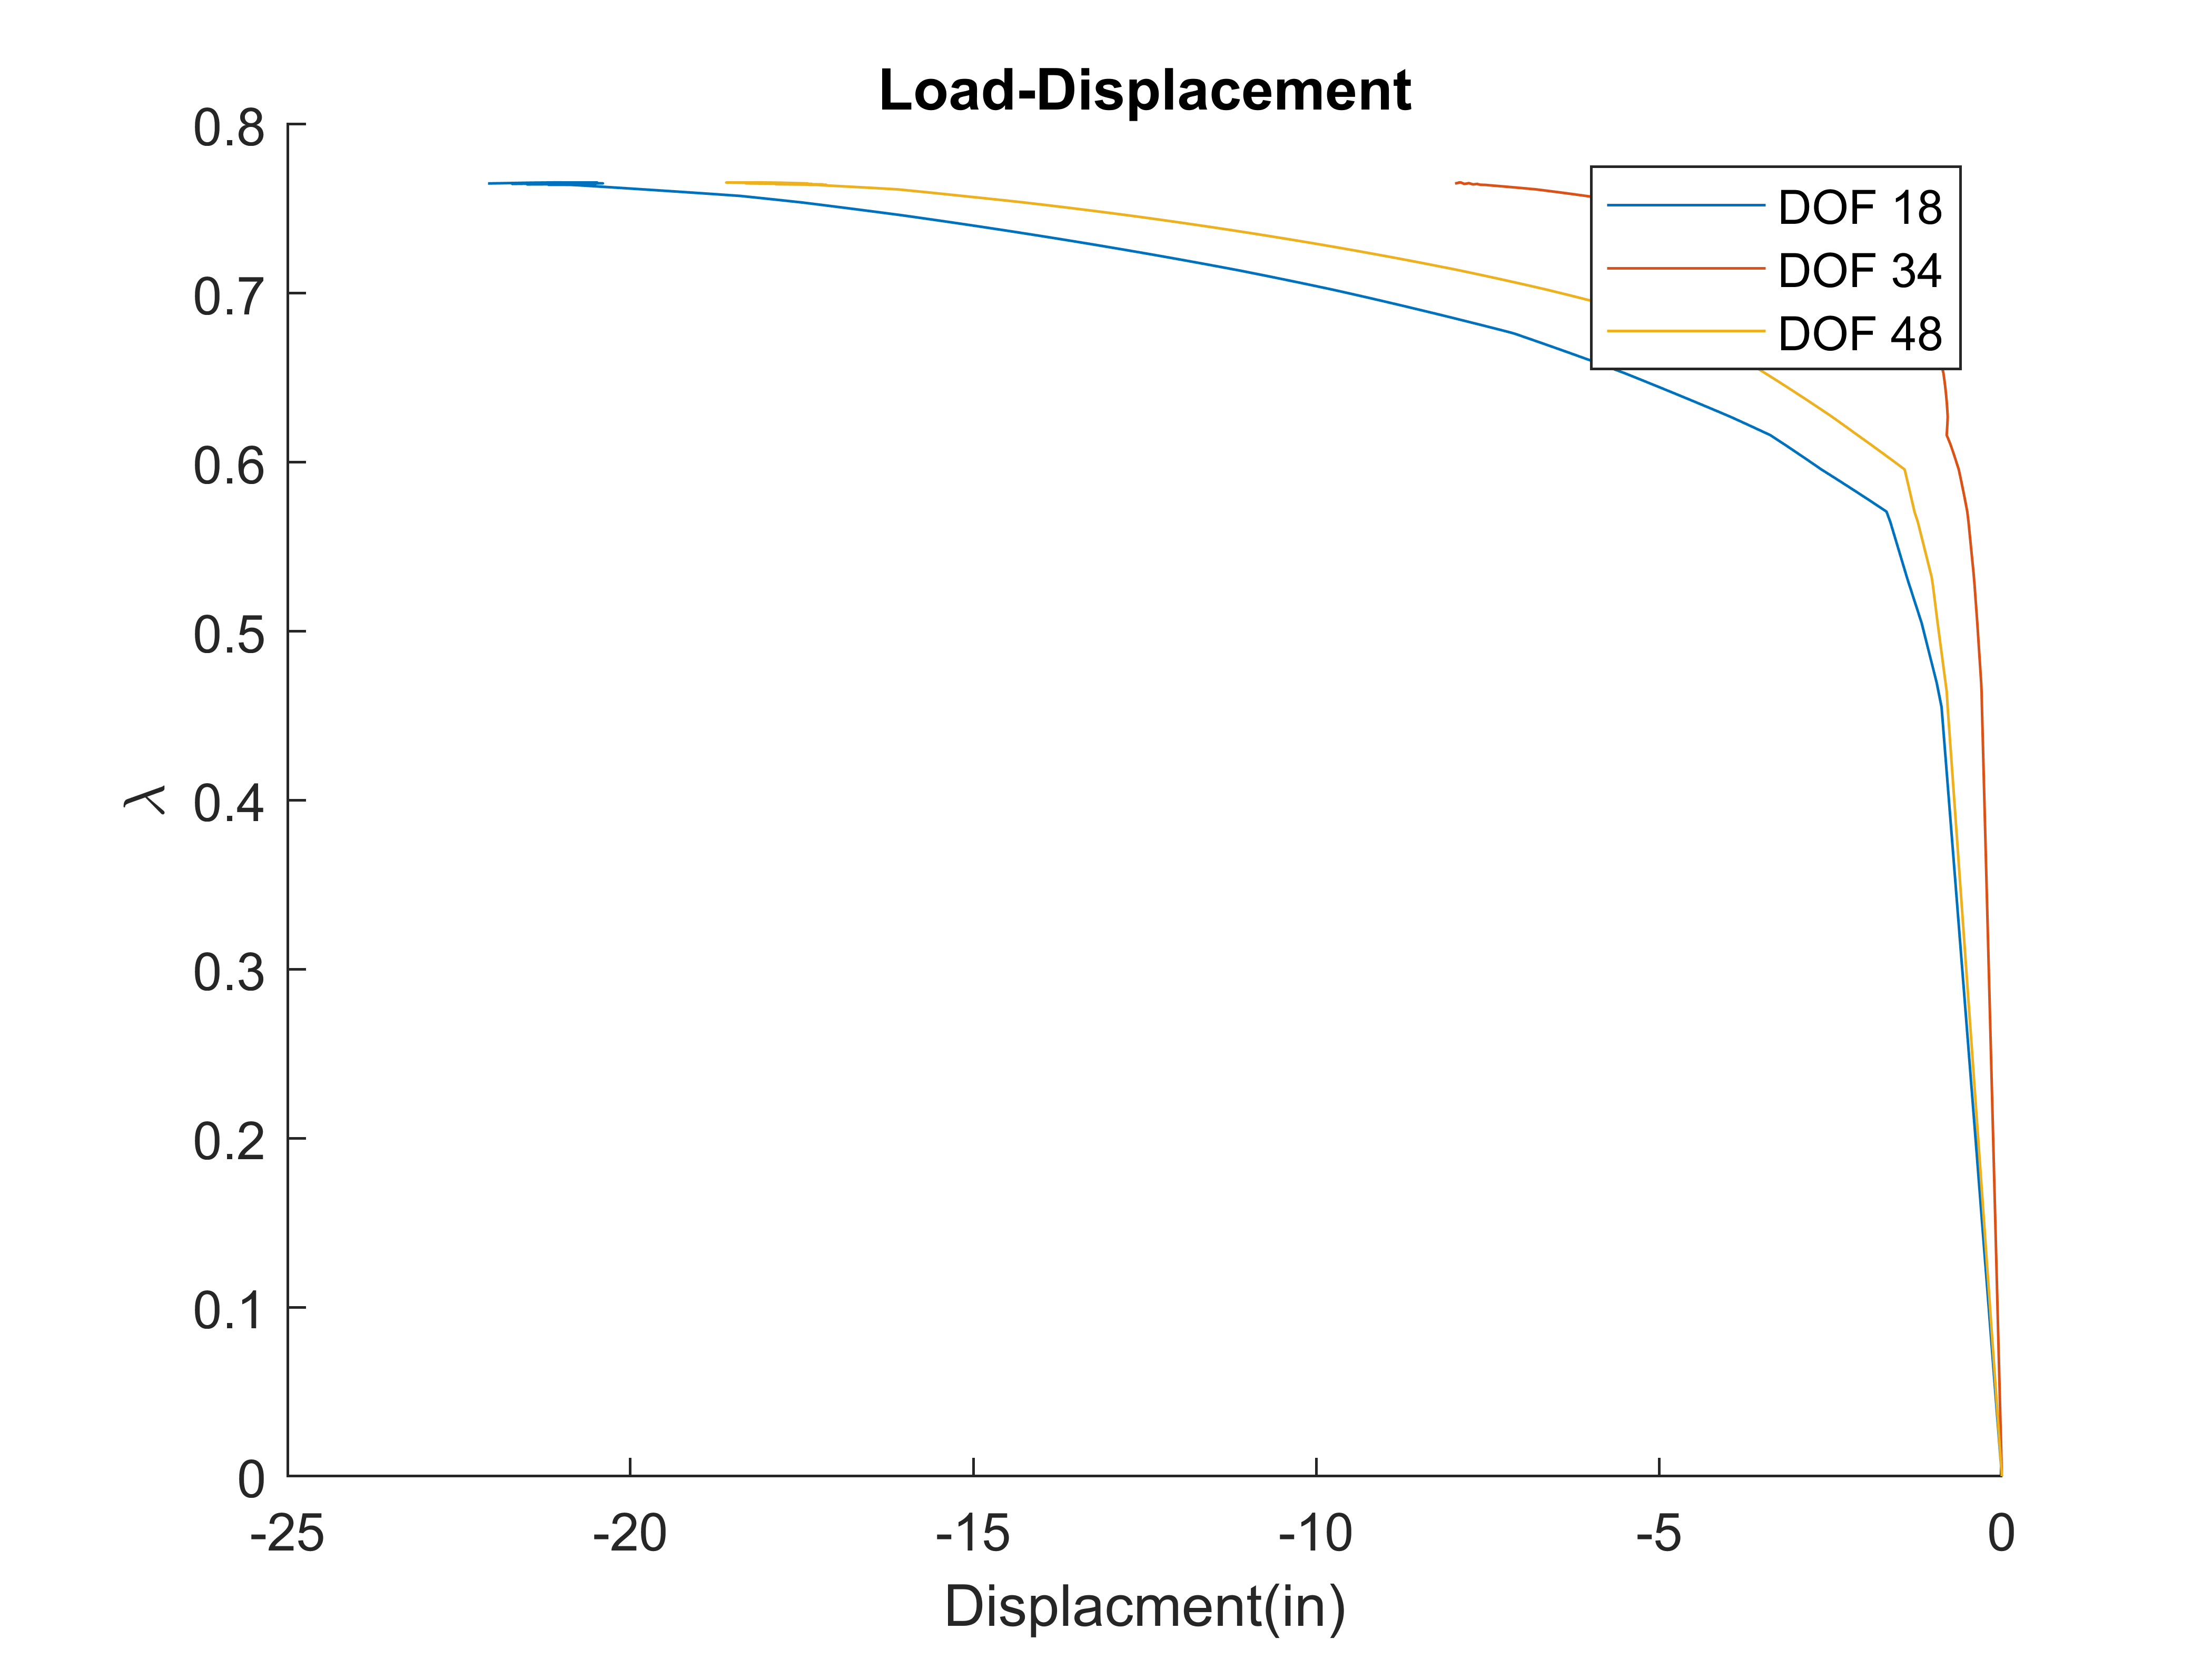 Load-Displacement
0.8
0.7
0.6
0.5
0.4
0.3
0.2
0.1
0
λ
DOF 18
DOF 34
DOF 48
-25 -20 -15 -10 -5 0
Displacment(in)